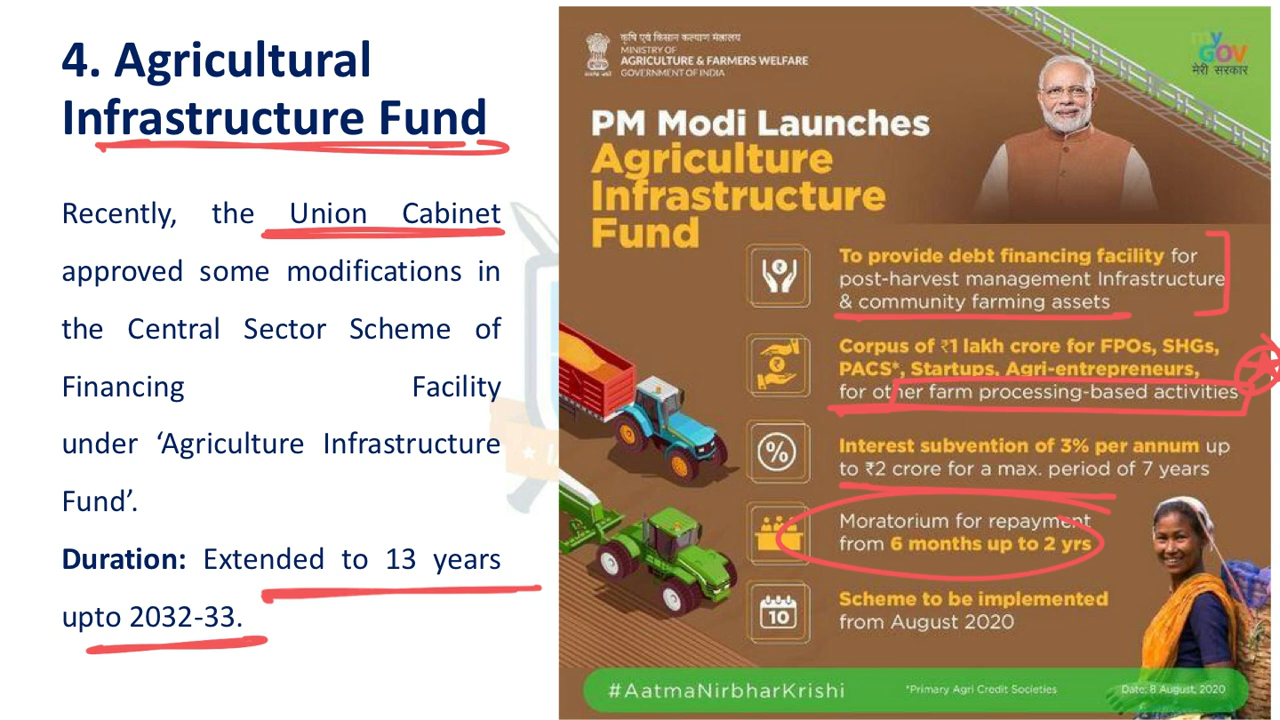 4. Agricultural
Infrastructure Fund
Recently, the Union Cabinet
approved some modifications in
the Central Sector Scheme of
Financing Facility
under ‘Agriculture Infrastructure
Fund’.
Duration: Extended to 13 years
upto 2032-33.
कृषि एवं किसान कल्याण मंत्रालय
MINISTRY OF
AGRICULTURE & FARMERS WELFARE
GOVERNMENT OF INDIA
my
GOV
मेरी सरकार
PM Modi Launches
Agriculture
Infrastructure
Fund
To provide debt financing facility for
post-harvest management Infrastructure
& community farming assets
Corpus of ₹1 lakh crore for FPOs, SHGs,
PACS*, Startups, Agri-entrepreneurs,
for other farm processing-based activities
Interest subvention of 3% per annum up
to ₹2 crore for a max. period of 7 years
Moratorium for repayment
from 6 months up to 2 yrs
10
Scheme to be implemented
from August 2020
#AatmaNirbharKrishi
*Primary Agri Credit Societies
Date: 8 August, 2020